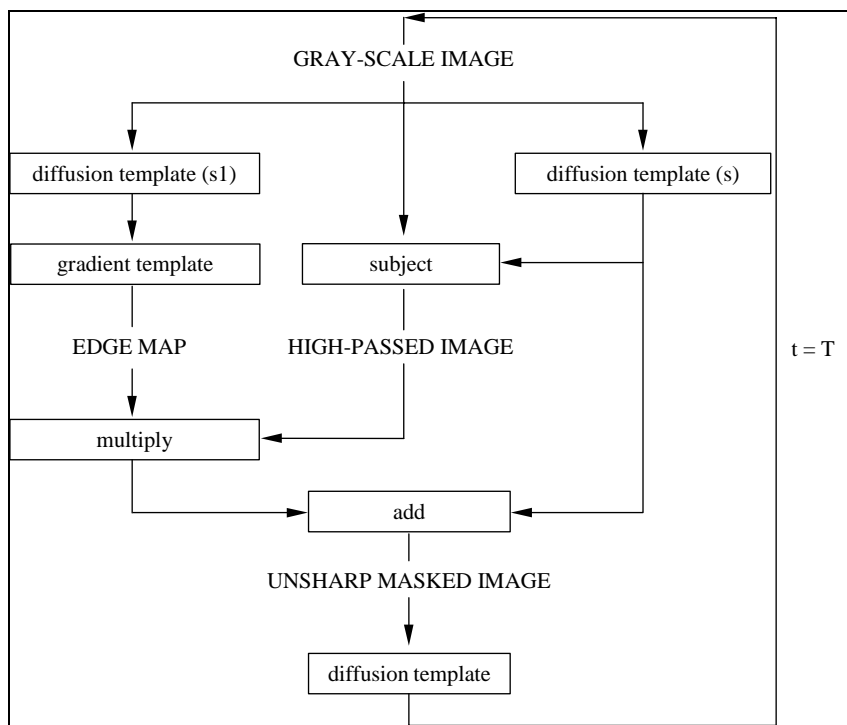 GRAY-SCALE IMAGE
diffusion template (s1)
diffusion template (s)
gradient template
subject
EDGE MAP
HIGH-PASSED IMAGE
t = T
multiply
add
UNSHARP MASKED IMAGE
diffusion template